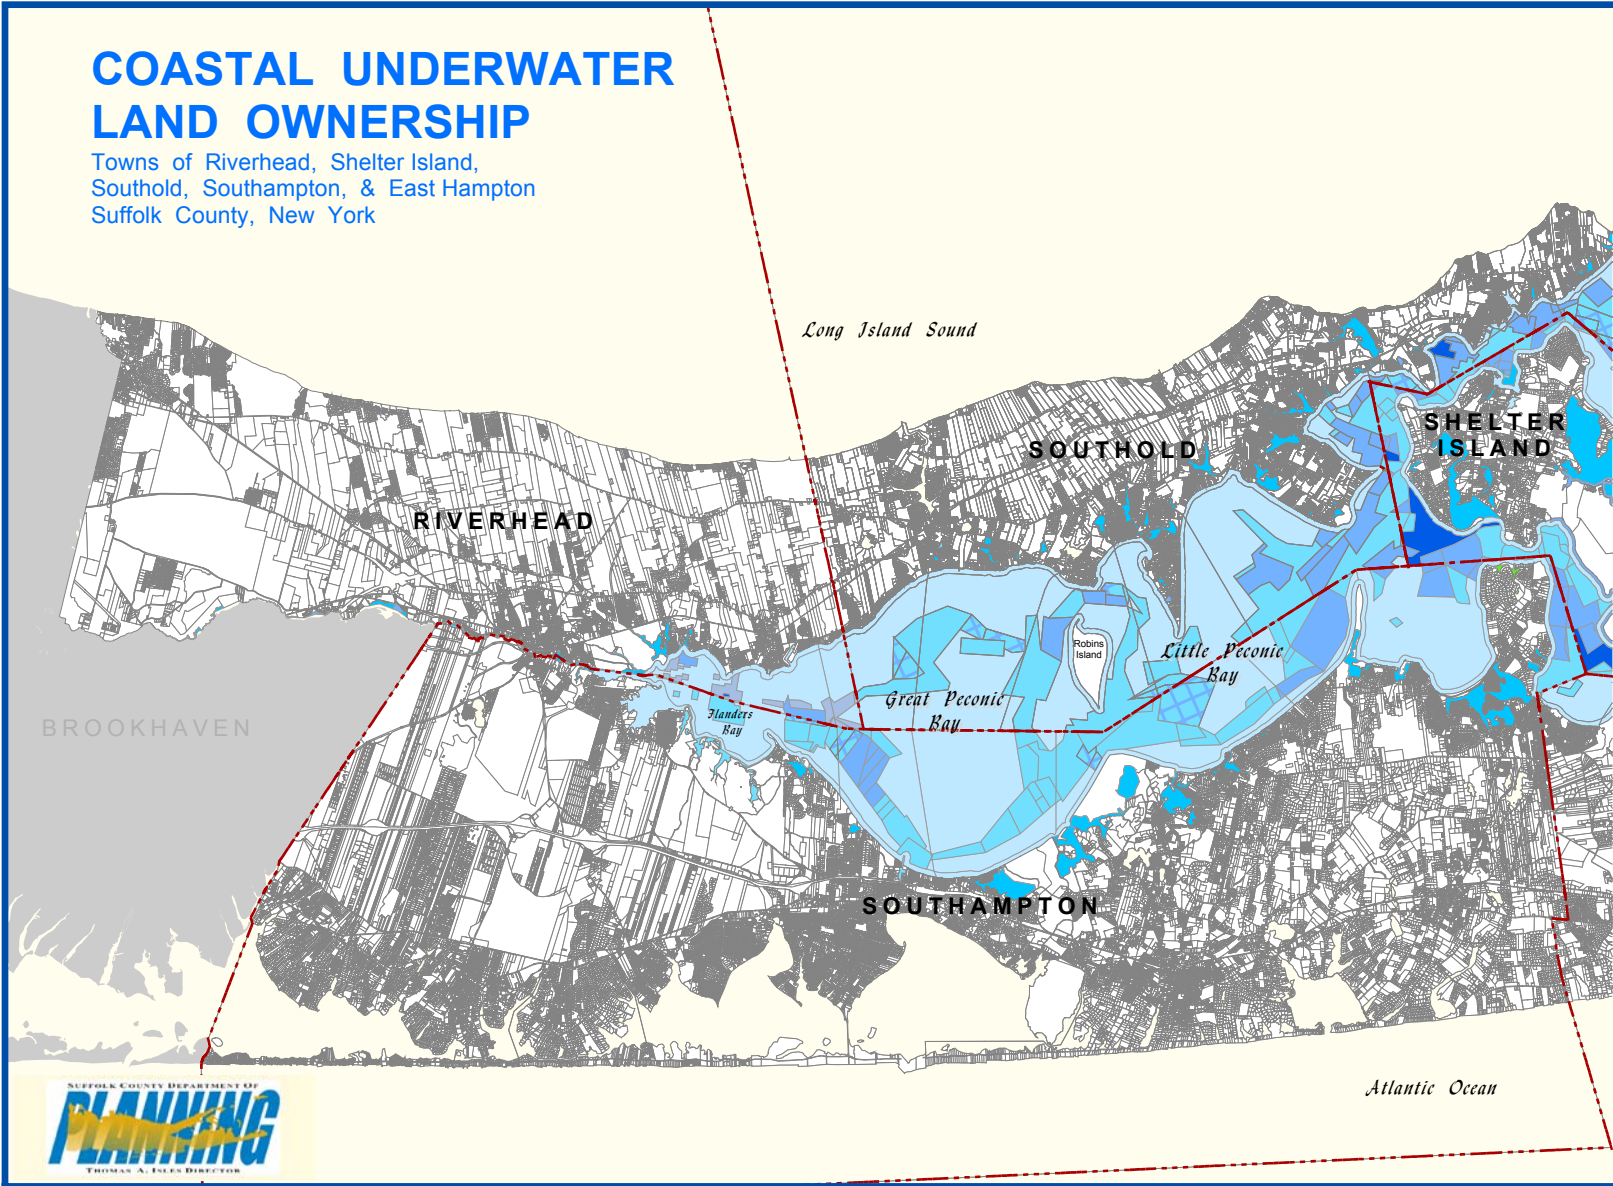 COASTAL UNDERWATER
LAND OWNERSHIP
Towns of Riverhead, Shelter Island,
Southold, Southampton, & East Hampton
Suffolk County, New York
Long Island Sound
SHELTER
ISLAND
SOUTHOLD
RIVERHEAD
Robins
Island
Little Peconic
Bay
Great Peconic
Bay
Flanders
Bay
BROOKHAVEN
SOUTHAMPTON
Atlantic Ocean
SUFFOLK COUNTY DEPARTMENT OF
PLANNING
THOMAS A. ISLES DIRECTOR